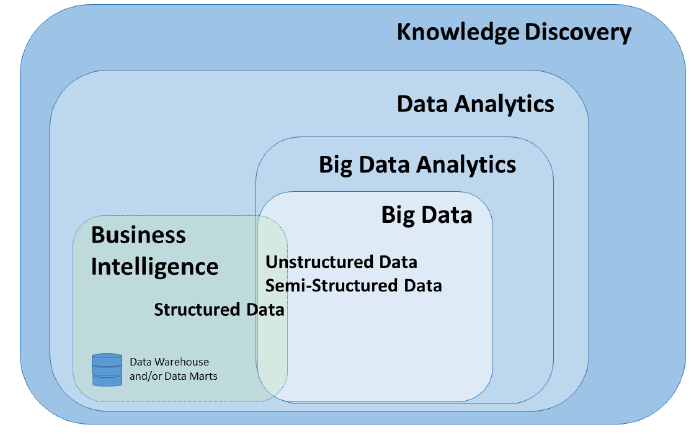 Knowledge Discovery
Data Analytics
Big Data Analytics
Big Data
Business
Intelligence
Unstructured Data
Semi-Structured Data
Structured Data
Data Warehouse
and/or Data Marts